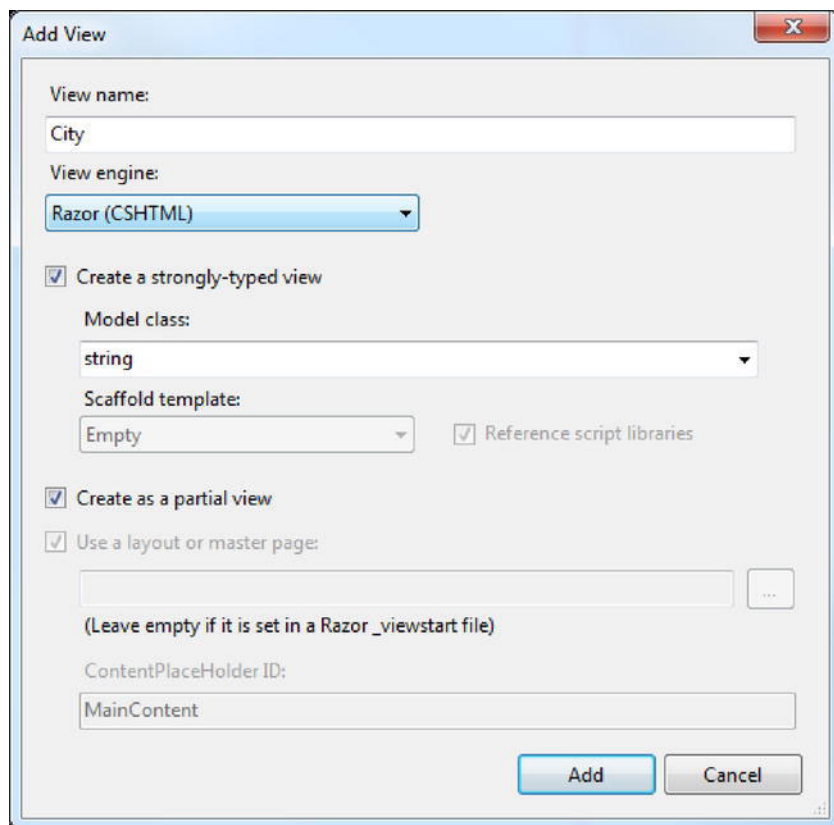 Add View
View name:
City
View engine:
Razor (CSHTML)
Create a strongly-typed view
Model class:
string
Scaffold template:
Empty
Reference script libraries
Create as a partial view
Use a layout or master page:
...
(Leave empty if it is set in a Razor _viewstart file)
ContentPlaceHolder ID:
MainContent
Add
Cancel